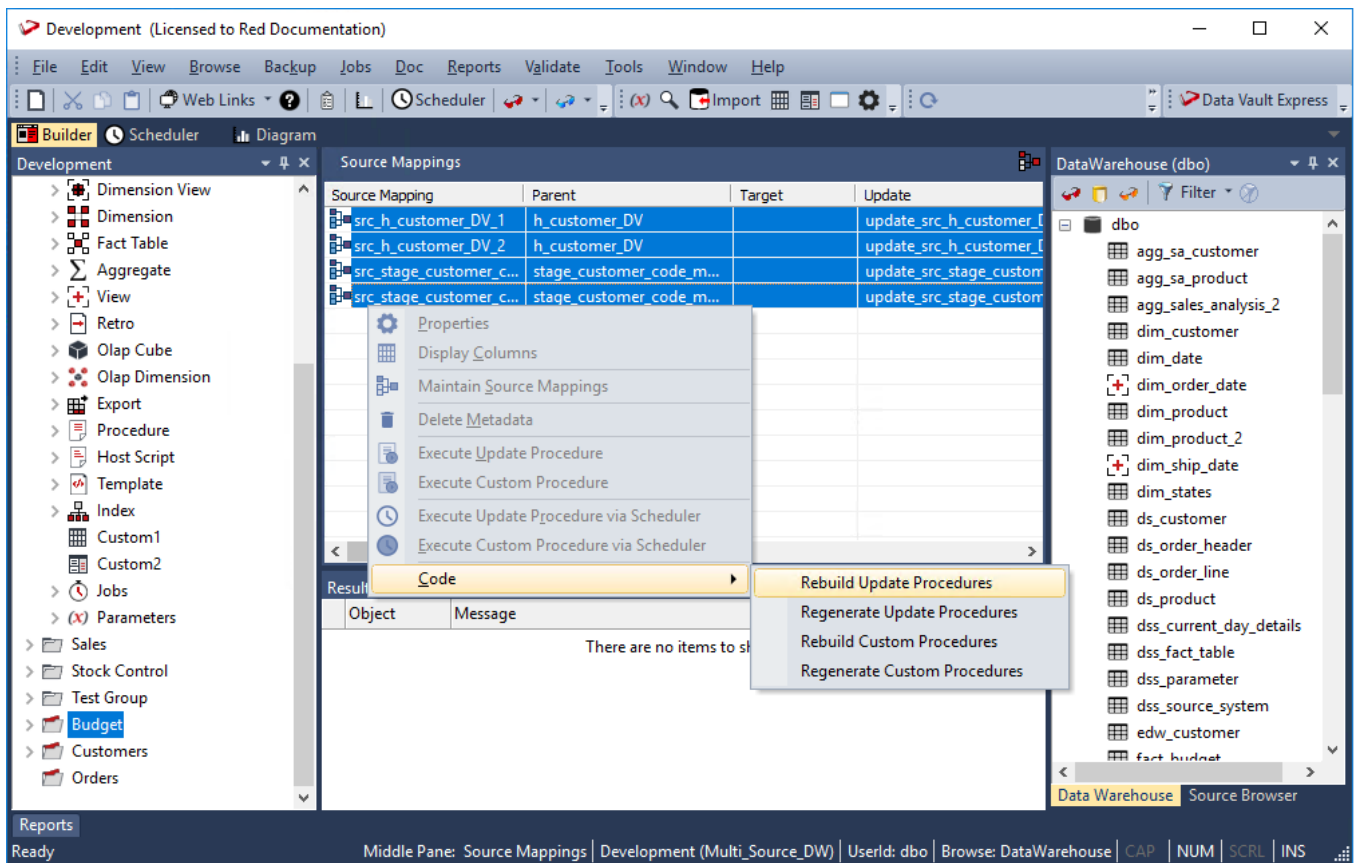 Development (Licensed to Red Documentation)
File Edit View Browse Backup Jobs Doc Reports Validate Tools Window Help
Web Links Scheduler (x) Import Data Vault Express
Builder Scheduler Diagram
Development
Dimension View
Dimension
Fact Table
Aggregate
View
Retro
Olap Cube
Olap Dimension
Export
Procedure
Host Script
Template
Index
Custom1
Custom2
Jobs
(x) Parameters
Sales
Stock Control
Test Group
Budget
Customers
Orders
Source Mappings
Source Mapping Parent Target Update
src_h_customer_DV_1 h_customer_DV update_src_h_customer_D
src_h_customer_DV_2 h_customer_DV update_src_h_customer_D
src_stage_customer_c... stage_customer_code_m... update_src_stage_custom
src_stage_customer_c... stage_customer_code_m... update_src_stage_custom
Properties
Display Columns
Maintain Source Mappings
Delete Metadata
Execute Update Procedure
Execute Custom Procedure
Execute Update Procedure via Scheduler
Execute Custom Procedure via Scheduler
Code
Rebuild Update Procedures
Regenerate Update Procedures
Rebuild Custom Procedures
Regenerate Custom Procedures
Result
Object Message
There are no items to sh
DataWarehouse (dbo)
Filter
dbo
agg_sa_customer
agg_sa_product
agg_sales_analysis_2
dim_customer
dim_date
dim_order_date
dim_product
dim_product_2
dim_ship_date
dim_states
ds_customer
ds_order_header
ds_order_line
ds_product
dss_current_day_details
dss_fact_table
dss_parameter
dss_source_system
edw_customer
fact_budget
Data Warehouse Source Browser
Reports
Ready Middle Pane: Source Mappings Development (Multi_Source_DW) UserId: dbo Browse: DataWarehouse CAP NUM SCRL INS